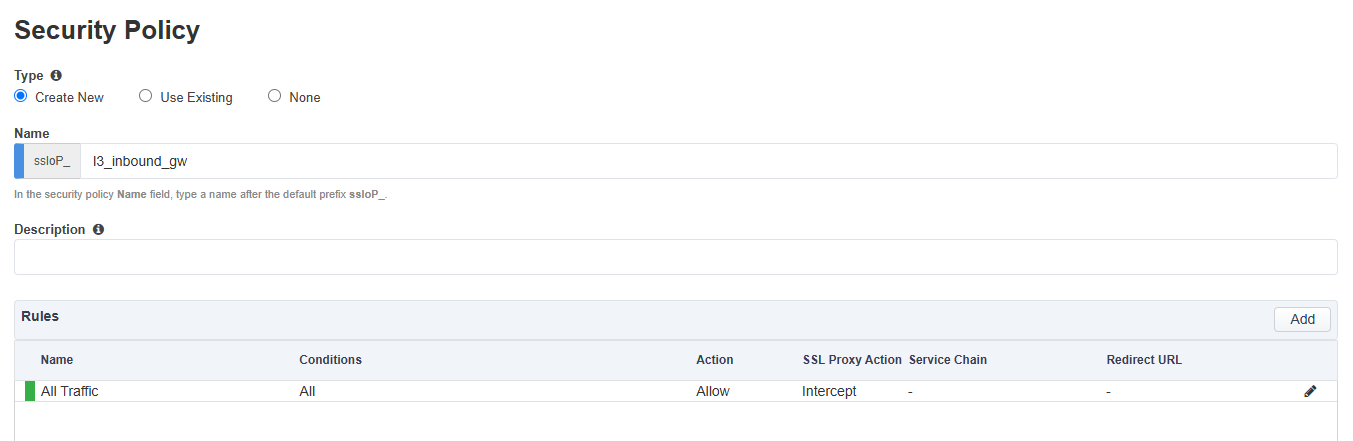 Security Policy
Type
Create New Use Existing None
Name
ssloP_ l3_inbound_gw
In the security policy Name field, type a name after the default prefix ssloP_.
Description
Rules Add
Name Conditions Action SSL Proxy Action Service Chain Redirect URL
All Traffic All Allow Intercept - -